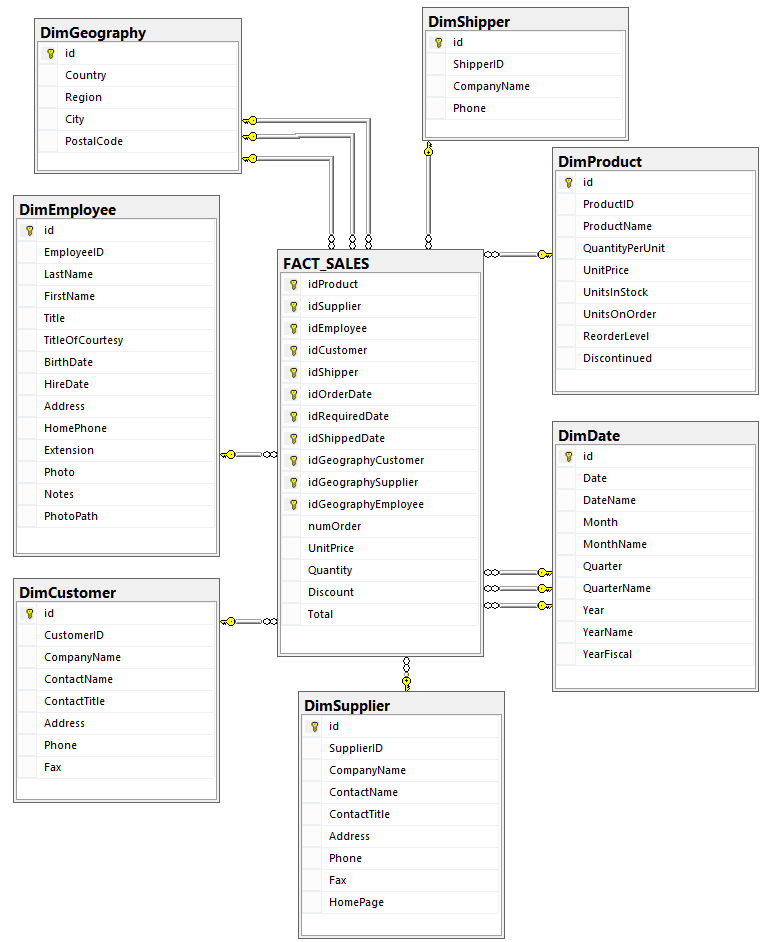 DimGeography
id
Country
Region
City
PostalCode
DimShipper
id
ShipperID
CompanyName
Phone
DimProduct
id
ProductID
ProductName
QuantityPerUnit
UnitPrice
UnitsInStock
UnitsOnOrder
ReorderLevel
Discontinued
DimEmployee
id
EmployeeID
LastName
FirstName
Title
TitleOfCourtesy
BirthDate
HireDate
Address
HomePhone
Extension
Photo
Notes
PhotoPath
FACT_SALES
idProduct
idSupplier
idEmployee
idCustomer
idShipper
idOrderDate
idRequiredDate
idShippedDate
idGeographyCustomer
idGeographySupplier
idGeographyEmployee
numOrder
UnitPrice
Quantity
Discount
Total
DimDate
id
Date
DateName
Month
MonthName
Quarter
QuarterName
Year
YearName
YearFiscal
DimCustomer
id
CustomerID
CompanyName
ContactName
ContactTitle
Address
Phone
Fax
DimSupplier
id
SupplierID
CompanyName
ContactName
ContactTitle
Address
Phone
Fax
HomePage